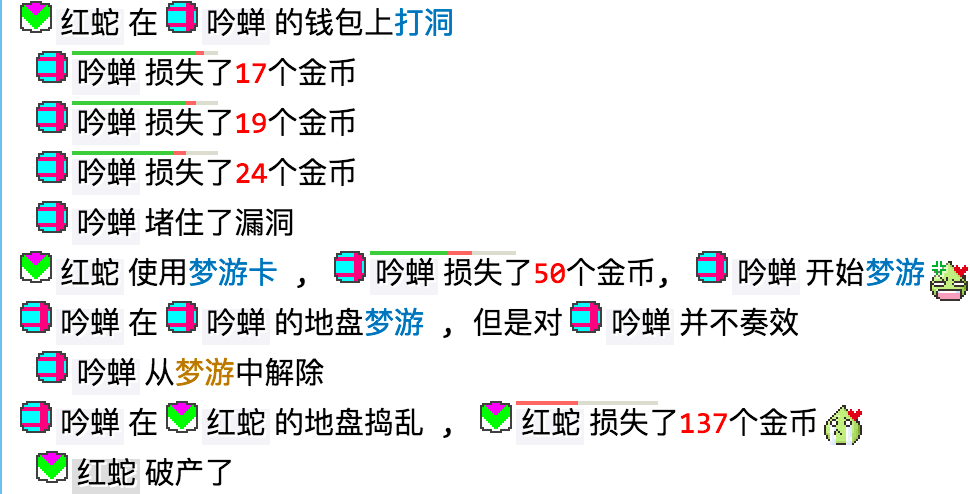 红蛇 在 吟蝉 的钱包上打洞
吟蝉 损失了17个金币
吟蝉 损失了19个金币
吟蝉 损失了24个金币
吟蝉 堵住了漏洞
红蛇 使用梦游卡 , 吟蝉 损失了50个金币, 吟蝉 开始梦游
吟蝉 在 吟蝉 的地盘梦游 , 但是对 吟蝉 并不奏效
吟蝉 从梦游中解除
吟蝉 在 红蛇 的地盘捣乱 , 红蛇 损失了137个金币
红蛇 破产了